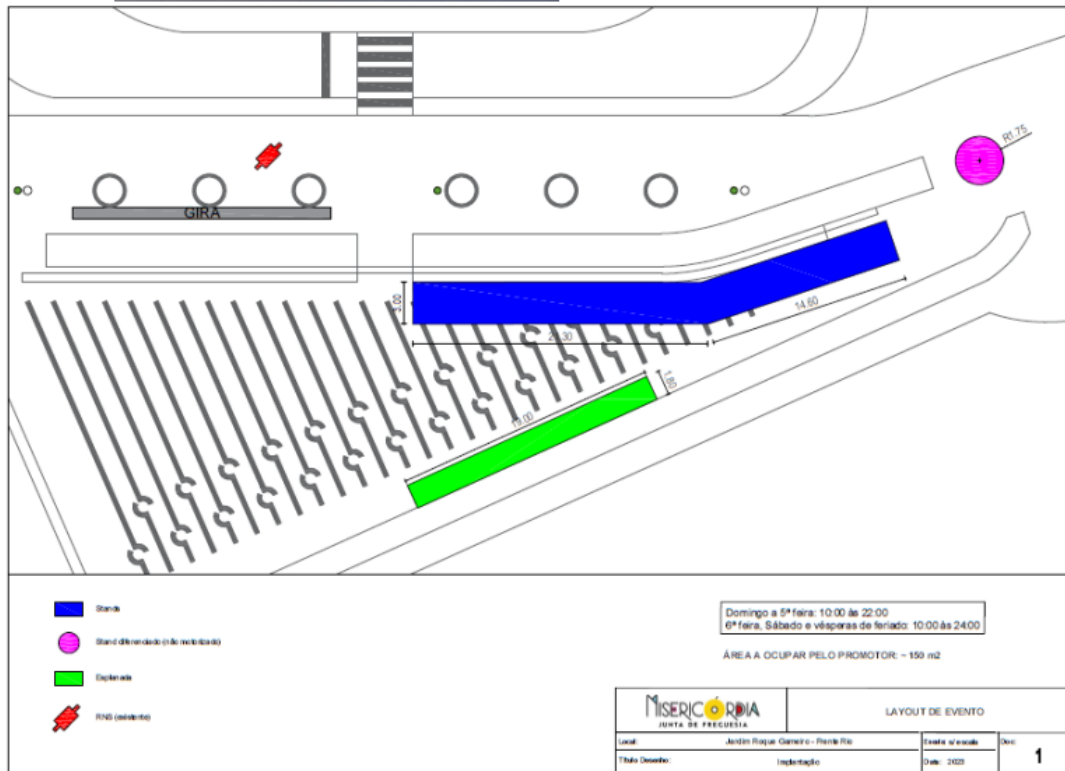 R1.75
GIRA
3.00
14.60
1.80
19.00
Stands
Stand diferenciado (não motorizado)
Esplanada
RNS (existente)
Domingo a 5ª feira: 10:00 às 22:00
6ª feira, Sábado e vésperas de feriado: 10:00 às 24:00
ÁREA A OCUPAR PELO PROMOTOR: ~ 150 m2
MISERICÓRDIA
JUNTA DE FREGUESIA
LAYOUT DE EVENTO
Local: Jardim Roque Gameiro - Frente Rio
Escala s/ escala
Doc:
Título Desenho: Implantação
Data: 2023
1